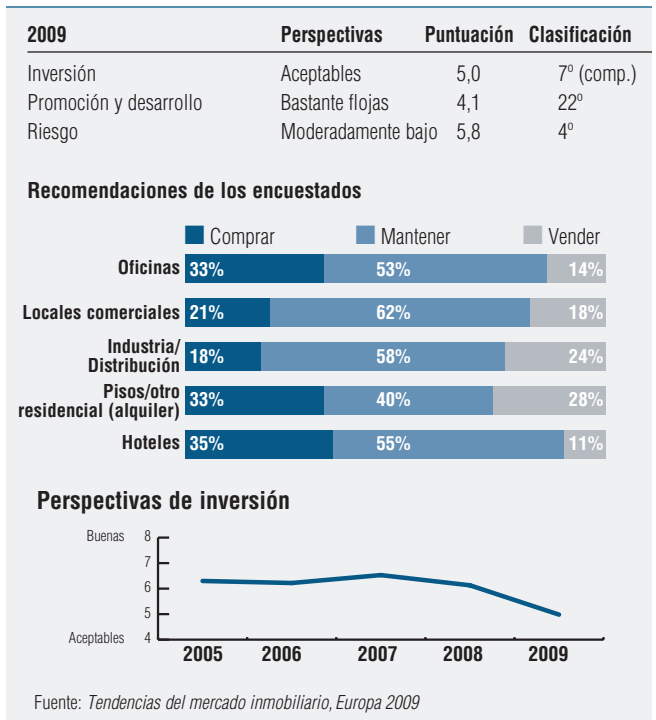 2009 Perspectivas Puntuación Clasificación
Inversión Aceptables 5,0 7º (comp.)
Promoción y desarrollo Bastante flojas 4,1 22º
Riesgo Moderadamente bajo 5,8 4º
Recomendaciones de los encuestados
Comprar Mantener Vender
Oficinas 33% 53% 14%
Locales comerciales 21% 62% 18%
Industria/
Distribución 18% 58% 24%
Pisos/otro
residencial (alquiler) 33% 40% 28%
Hoteles 35% 55% 11%
Perspectivas de inversión
Buenas 8
7
6
5
Aceptables 4
2005 2006 2007 2008 2009
Fuente: Tendencias del mercado inmobiliario, Europa 2009